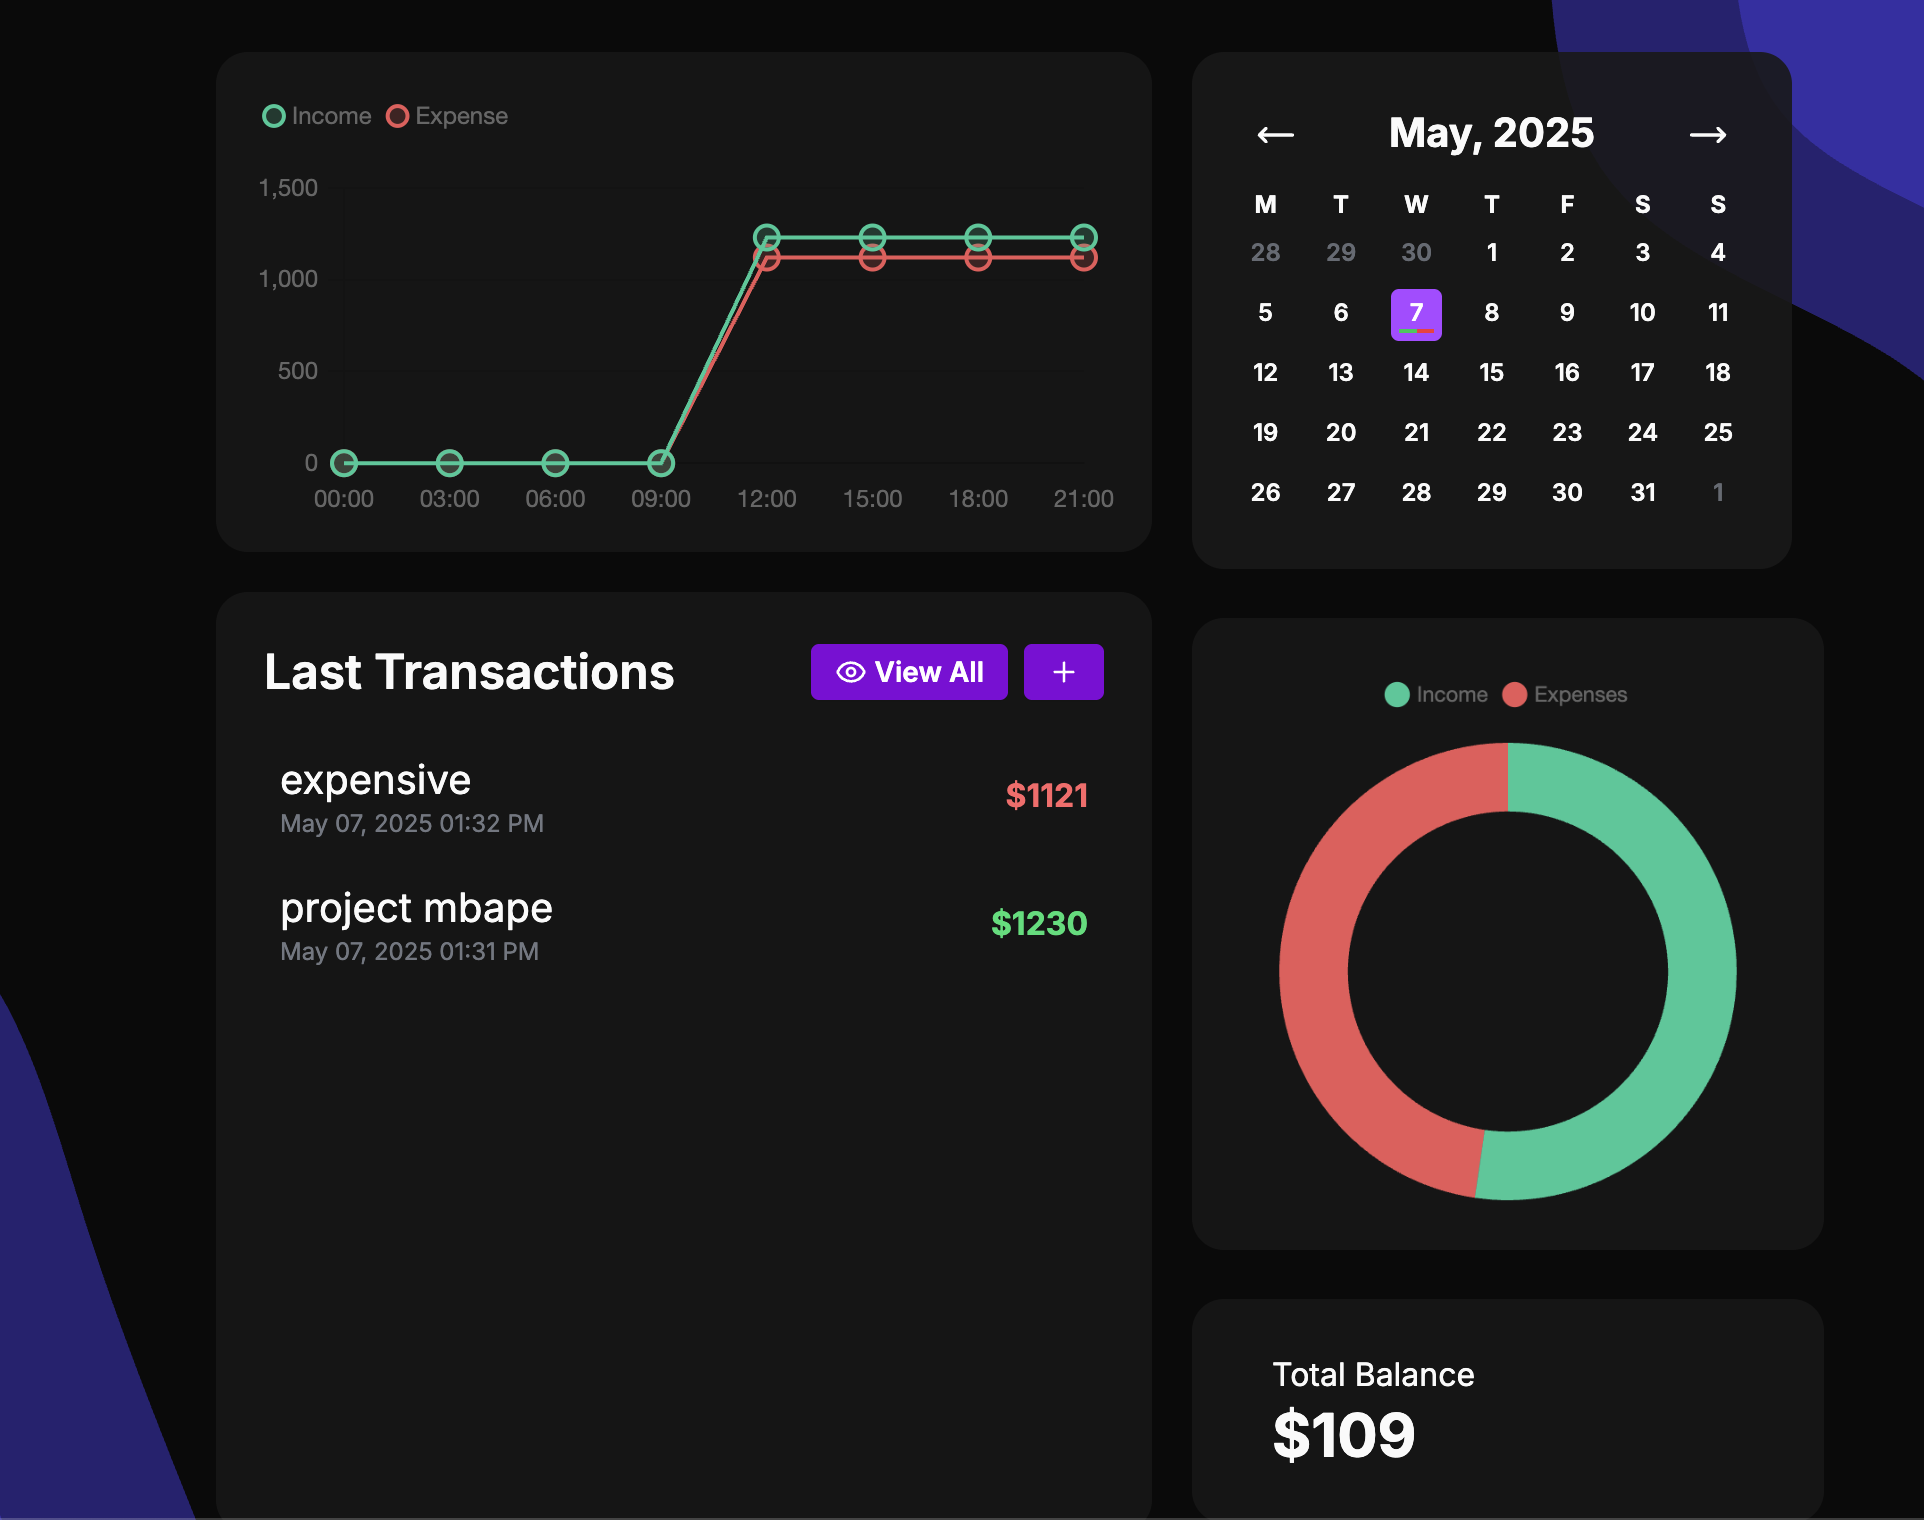 Income Expense
1,500
1,000
500
0
00:00 03:00 06:00 09:00 12:00 15:00 18:00 21:00
May, 2025
M T W T F S S
28 29 30 1 2 3 4
5 6 7 8 9 10 11
12 13 14 15 16 17 18
19 20 21 22 23 24 25
26 27 28 29 30 31 1
Last Transactions
View All +
expensive
$1121
May 07, 2025 01:32 PM
project mbape
$1230
May 07, 2025 01:31 PM
Income Expenses
Total Balance
$109